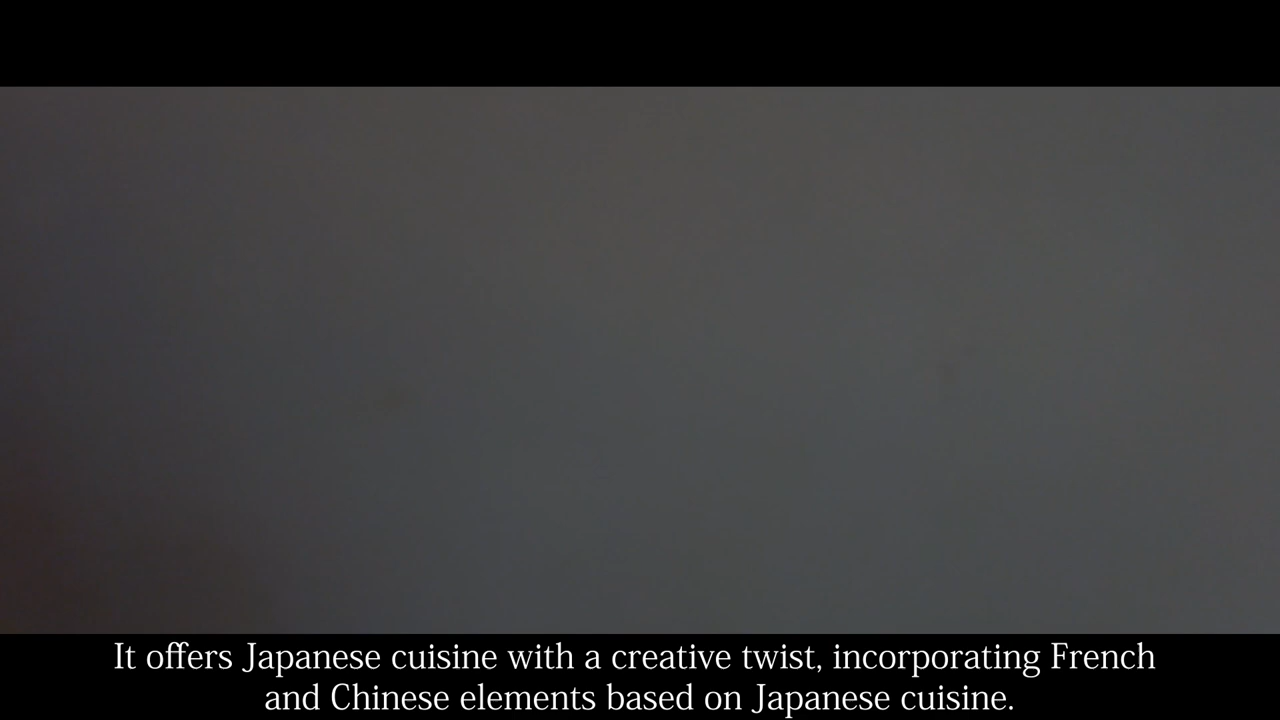 It offers Japanese cuisine with a creative twist, incorporating French
and Chinese elements based on Japanese cuisine.